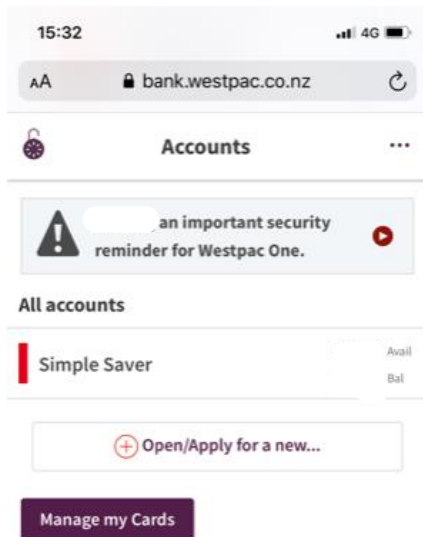 15:32
4G
AA
bank.westpac.co.nz
Accounts
an important security
reminder for Westpac One.
All accounts
Simple Saver
Avail
Bal
Open/Apply for a new...
Manage my Cards